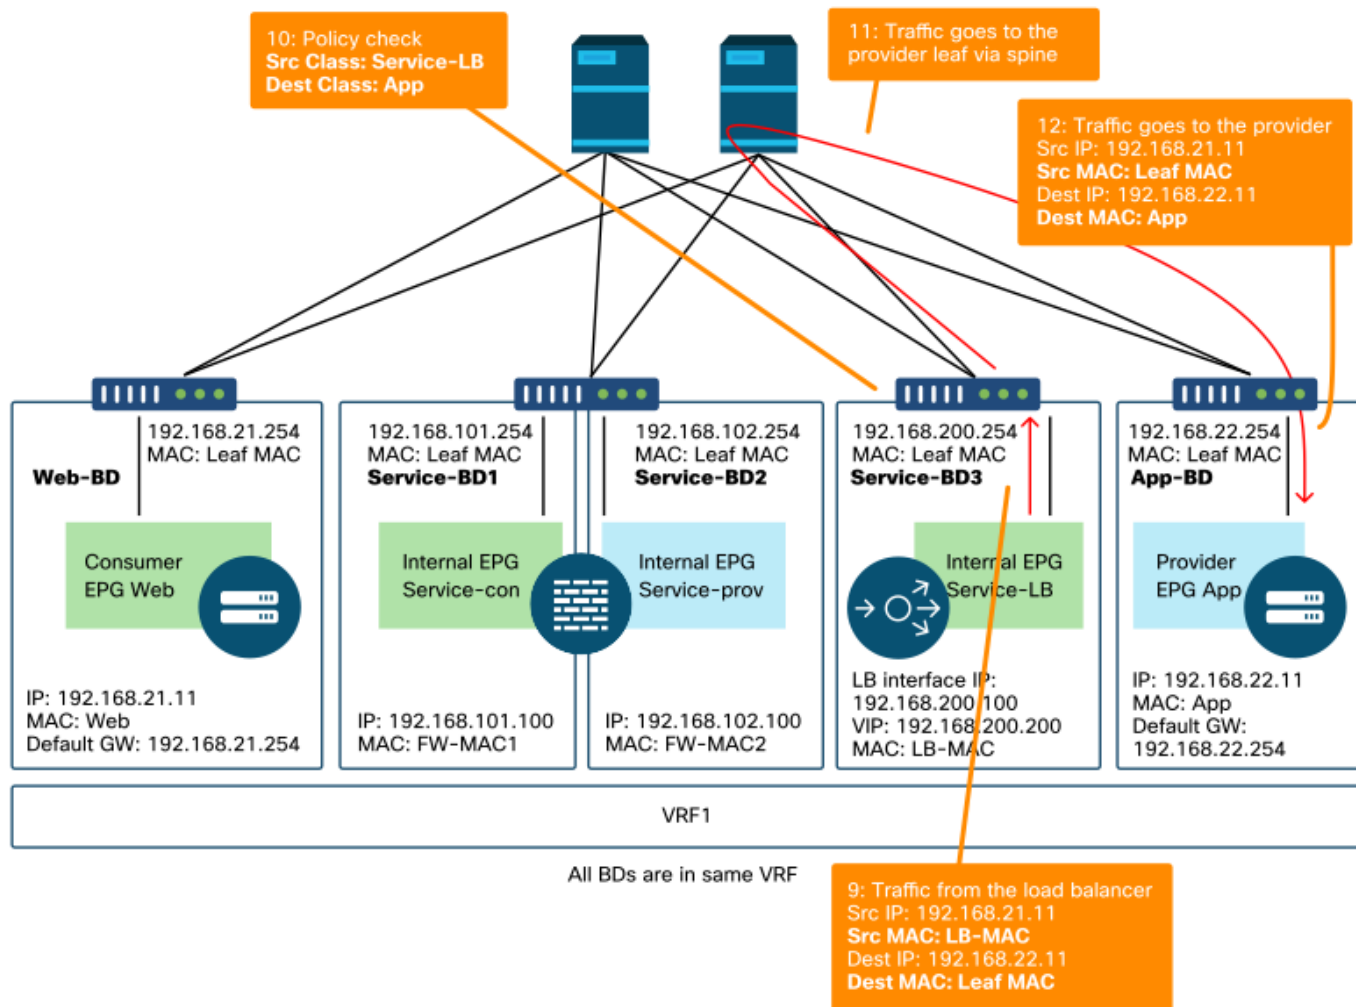 10: Policy check
Src Class: Service-LB
Dest Class: App
11: Traffic goes to the
provider leaf via spine
12: Traffic goes to the provider
Src IP: 192.168.21.11
Src MAC: Leaf MAC
Dest IP: 192.168.22.11
Dest MAC: App
192.168.21.254
MAC: Leaf MAC
Web-BD
Consumer
EPG Web
IP: 192.168.21.11
MAC: Web
Default GW: 192.168.21.254
192.168.101.254
MAC: Leaf MAC
Service-BD1
Internal EPG
Service-con
IP: 192.168.101.100
MAC: FW-MAC1
192.168.102.254
MAC: Leaf MAC
Service-BD2
Internal EPG
Service-prov
IP: 192.168.102.100
MAC: FW-MAC2
192.168.200.254
MAC: Leaf MAC
Service-BD3
Internal EPG
Service-LB
LB interface IP:
192.168.200.100
VIP: 192.168.200.200
MAC: LB-MAC
192.168.22.254
MAC: Leaf MAC
App-BD
Provider
EPG App
IP: 192.168.22.11
MAC: App
Default GW:
192.168.22.254
VRF1
All BDs are in same VRF
9: Traffic from the load balancer
Src IP: 192.168.21.11
Src MAC: LB-MAC
Dest IP: 192.168.22.11
Dest MAC: Leaf MAC